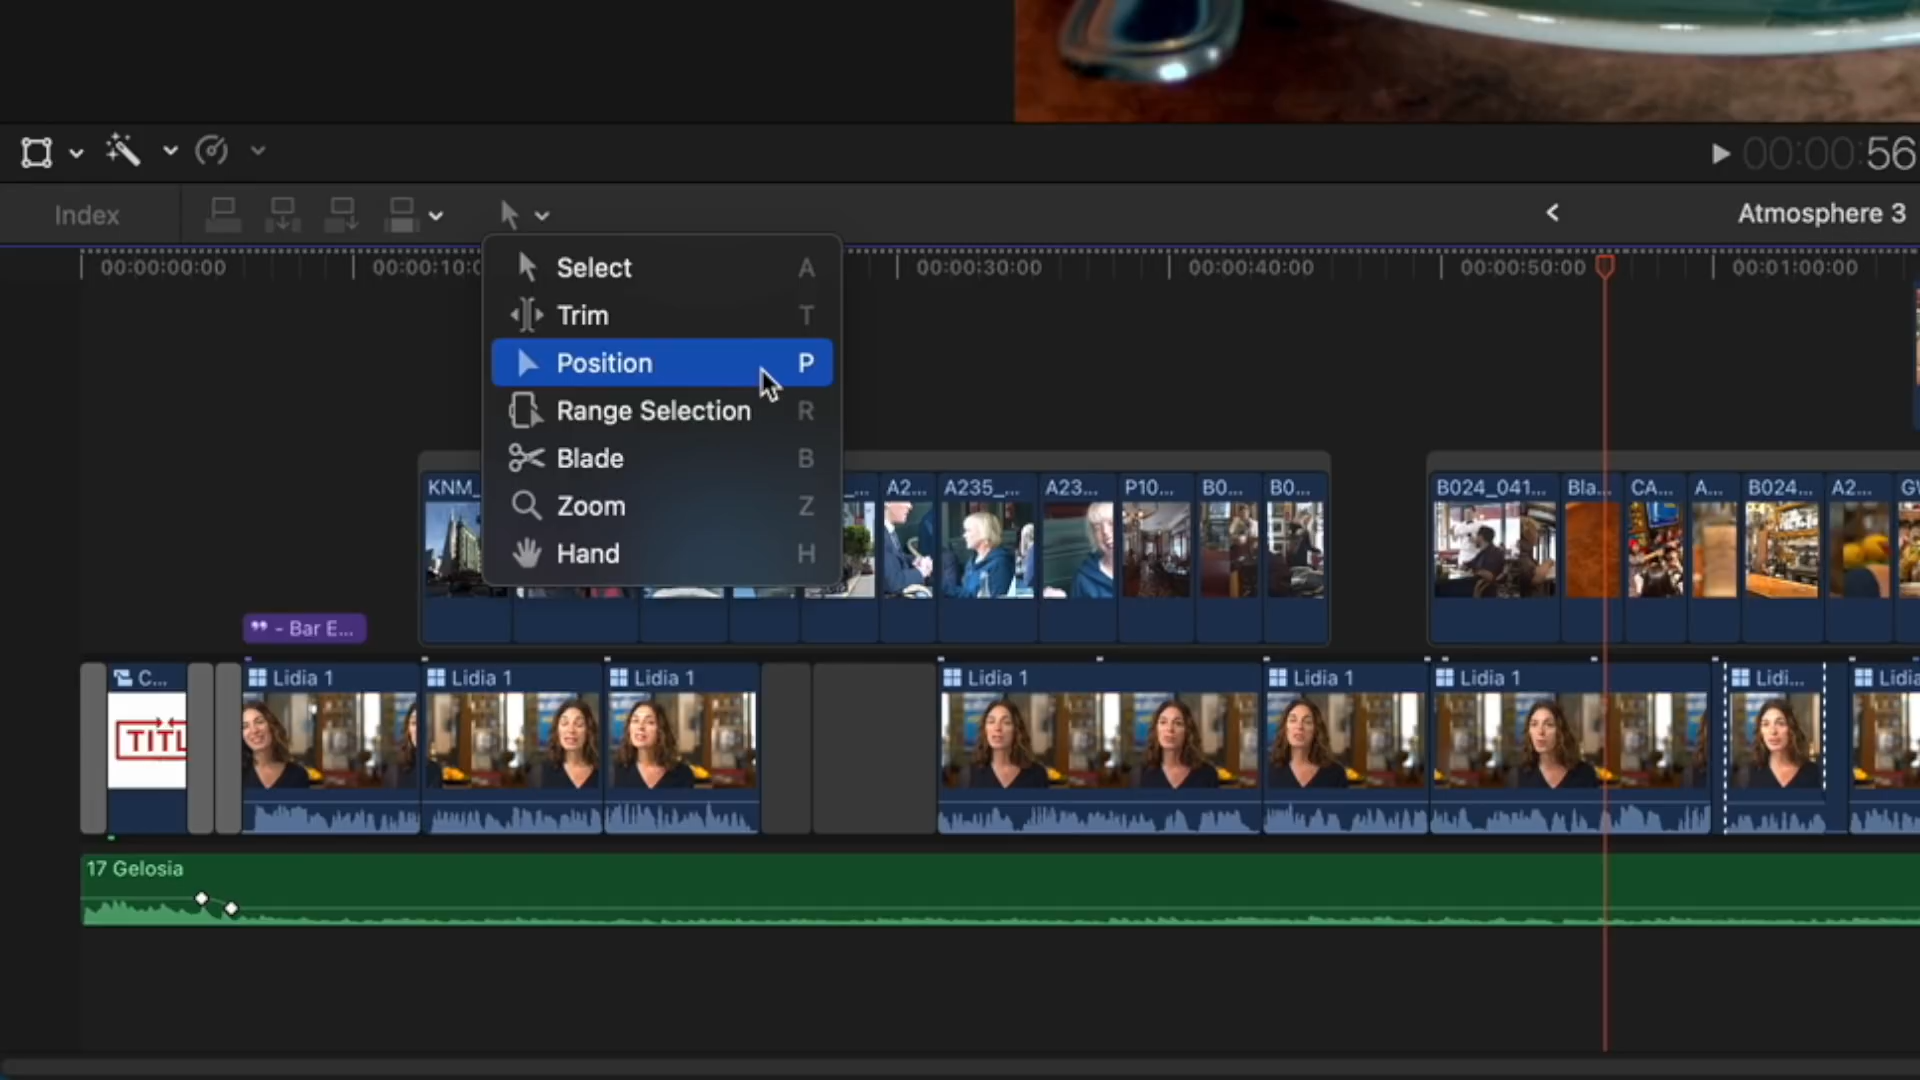 00:00:56
Index
Atmosphere 3
00:00:00:00
00:00:10:0
00:00:30:00
00:00:40:00
00:00:50:00
00:01:00:00
Select A
Trim T
Position P
Range Selection R
Blade B
Zoom Z
Hand H
KNM_
_...
A2...
A235_...
A23...
P10...
B0...
B0...
B024_041...
Bla...
CA...
A...
B024...
A2...
" - Bar E...
C...
Lidia 1
Lidia 1
Lidia 1
Lidia 1
Lidia 1
Lidia 1
Lidi...
Lidia
TITL
17 Gelosia